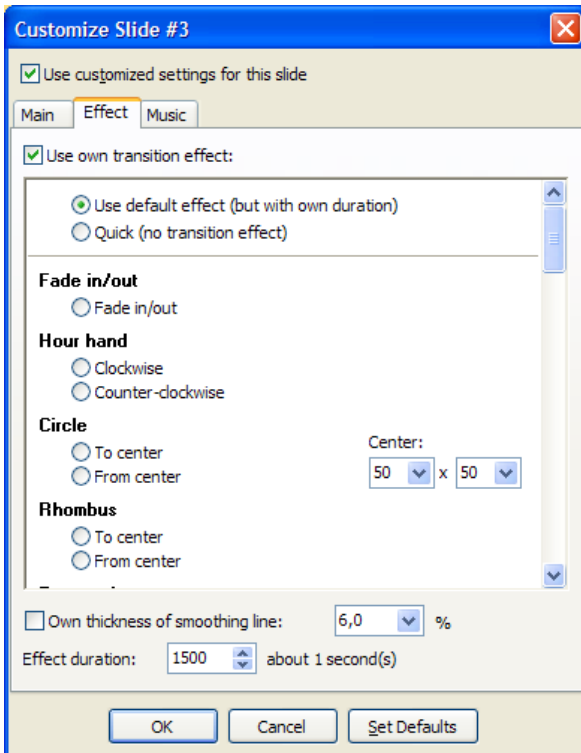 Customize Slide #3
Use customized settings for this slide
Main Effect Music
Use own transition effect:
Use default effect (but with own duration)
Quick (no transition effect)
Fade in/out
Fade in/out
Hour hand
Clockwise
Counter-clockwise
Circle
To center
From center
Center:
50 x 50
Rhombus
To center
From center
Own thickness of smoothing line: 6,0 %
Effect duration: 1500 about 1 second(s)
OK Cancel Set Defaults